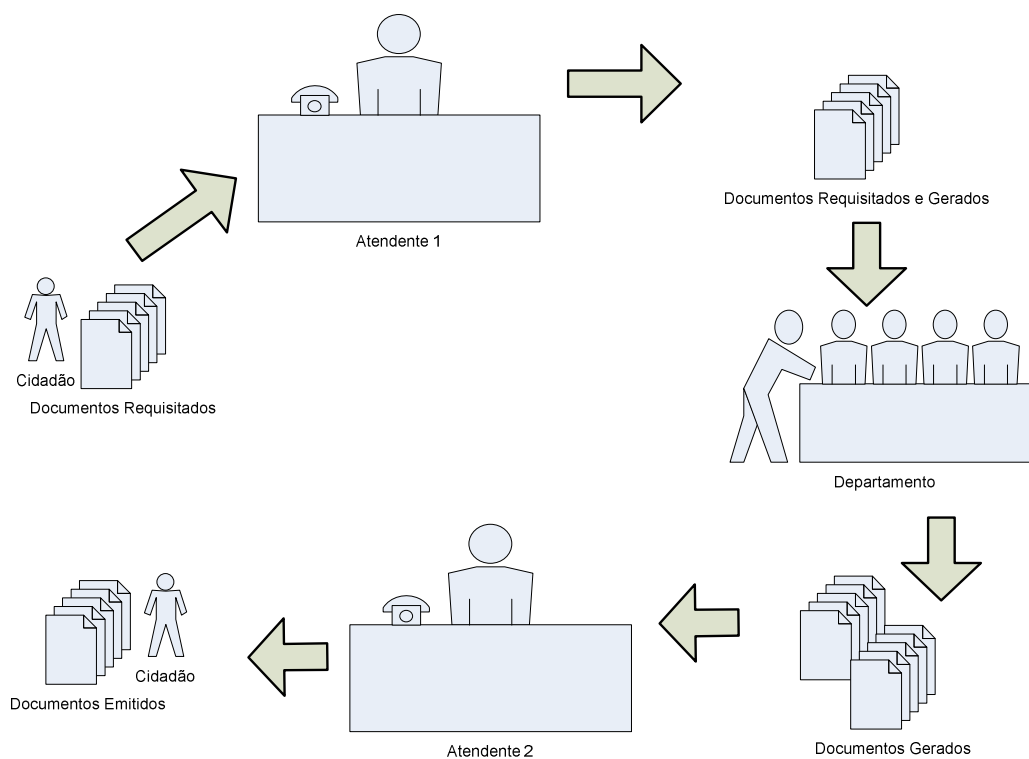 Atendente 1
Documentos Requisitados e Gerados
Cidadão
Documentos Requisitados
Departamento
Cidadão
Documentos Emitidos
Atendente 2
Documentos Gerados